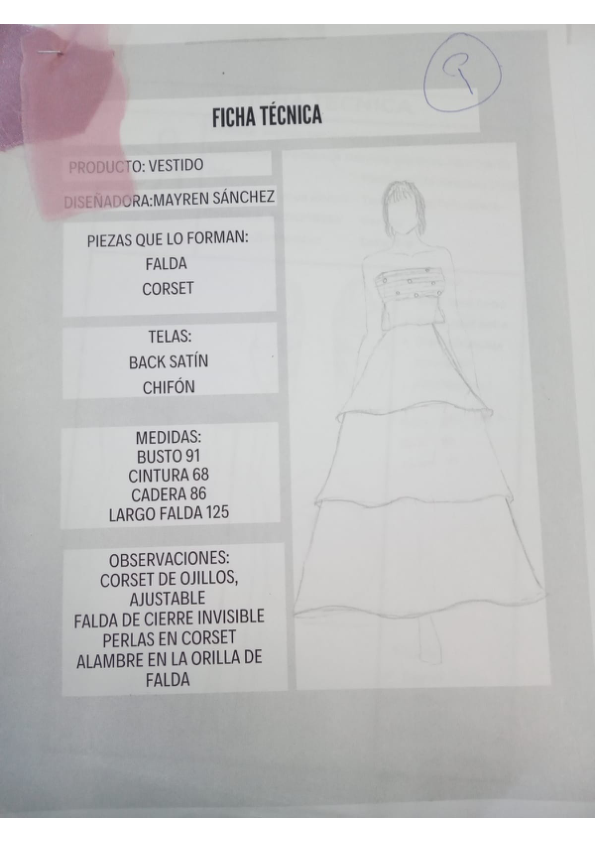 9
FICHA TÉCNICA
PRODUCTO: VESTIDO
DISEÑADORA:MAYREN SÁNCHEZ
PIEZAS QUE LO FORMAN:
FALDA
CORSET
TELAS:
BACK SATÍN
CHIFÓN
MEDIDAS:
BUSTO 91
CINTURA 68
CADERA 86
LARGO FALDA 125
OBSERVACIONES:
CORSET DE OJILLOS,
AJUSTABLE
FALDA DE CIERRE INVISIBLE
PERLAS EN CORSET
ALAMBRE EN LA ORILLA DE
FALDA